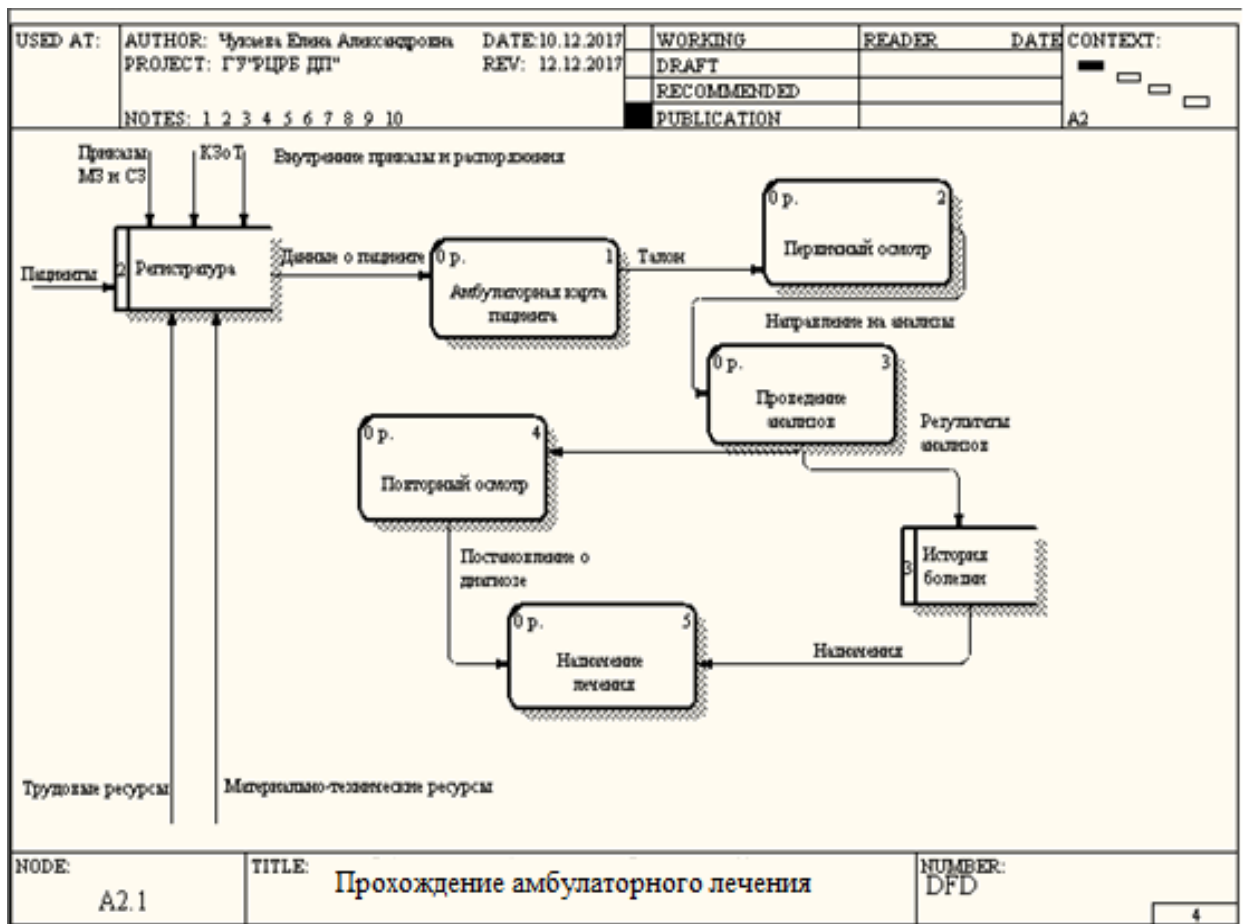 USED AT:
AUTHOR: Чукаева Елена Александровна DATE:10.12.2017
PROJECT: ГУ"РЦРБ ДП" REV: 12.12.2017
NOTES: 1 2 3 4 5 6 7 8 9 10
WORKING
DRAFT
RECOMMENDED
PUBLICATION
READER DATE
CONTEXT:
A2
Приказы
МЗ и СЗ
КЗоТ
Внутренние приказы и распоряжения
Пациенты
2 Регистратура
Данные о пациенте
0 р. 1
Амбулаторная карта
пациента
Талон
0 р. 2
Первичный осмотр
Направление на анализы
0 р. 3
Проведение
анализов
Результаты
анализов
0 р. 4
Повторный осмотр
Постановление о
диагнозе
3 История
болезни
0 р. 5
Назначение
лечения
Назначения
Трудовые ресурсы
Материально-технические ресурсы
NODE:
A2.1
TITLE:
Прохождение амбулаторного лечения
NUMBER:
DFD
4